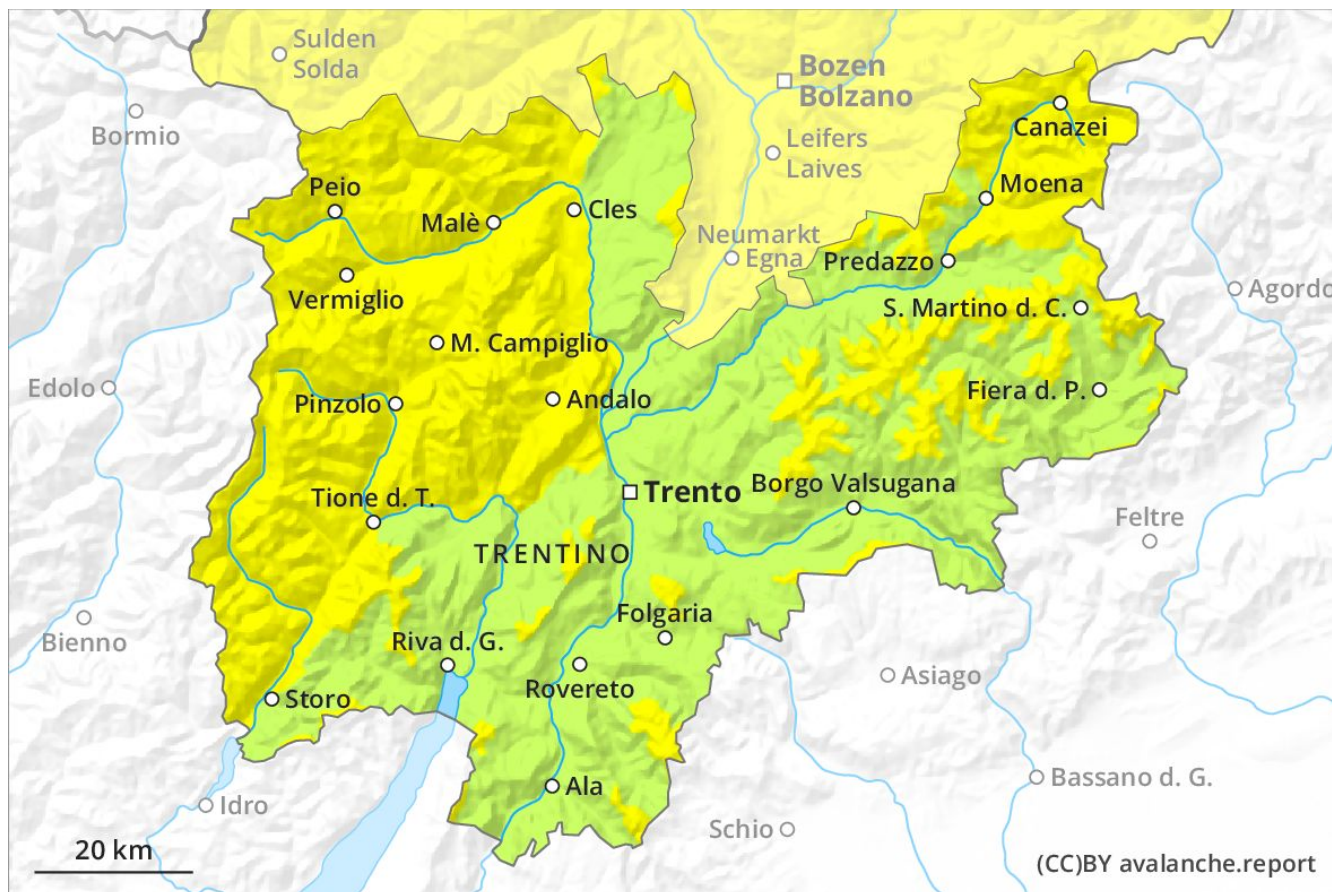 Sulden
Solda
Bozen
Bolzano
Bormio
Canazei
Leifers
Laives
Peio
Moena
Malè
Cles
Neumarkt
Egna
Predazzo
Vermiglio
Agordo
S. Martino d. C.
M. Campiglio
Edolo
Pinzolo
Andalo
Fiera d. P.
Tione d. T.
Trento
Borgo Valsugana
Feltre
TRENTINO
Bienno
Folgaria
Riva d. G.
Asiago
Rovereto
Storo
Bassano d. G.
Ala
Idro
Schio
20 km
(CC)BY avalanche.report